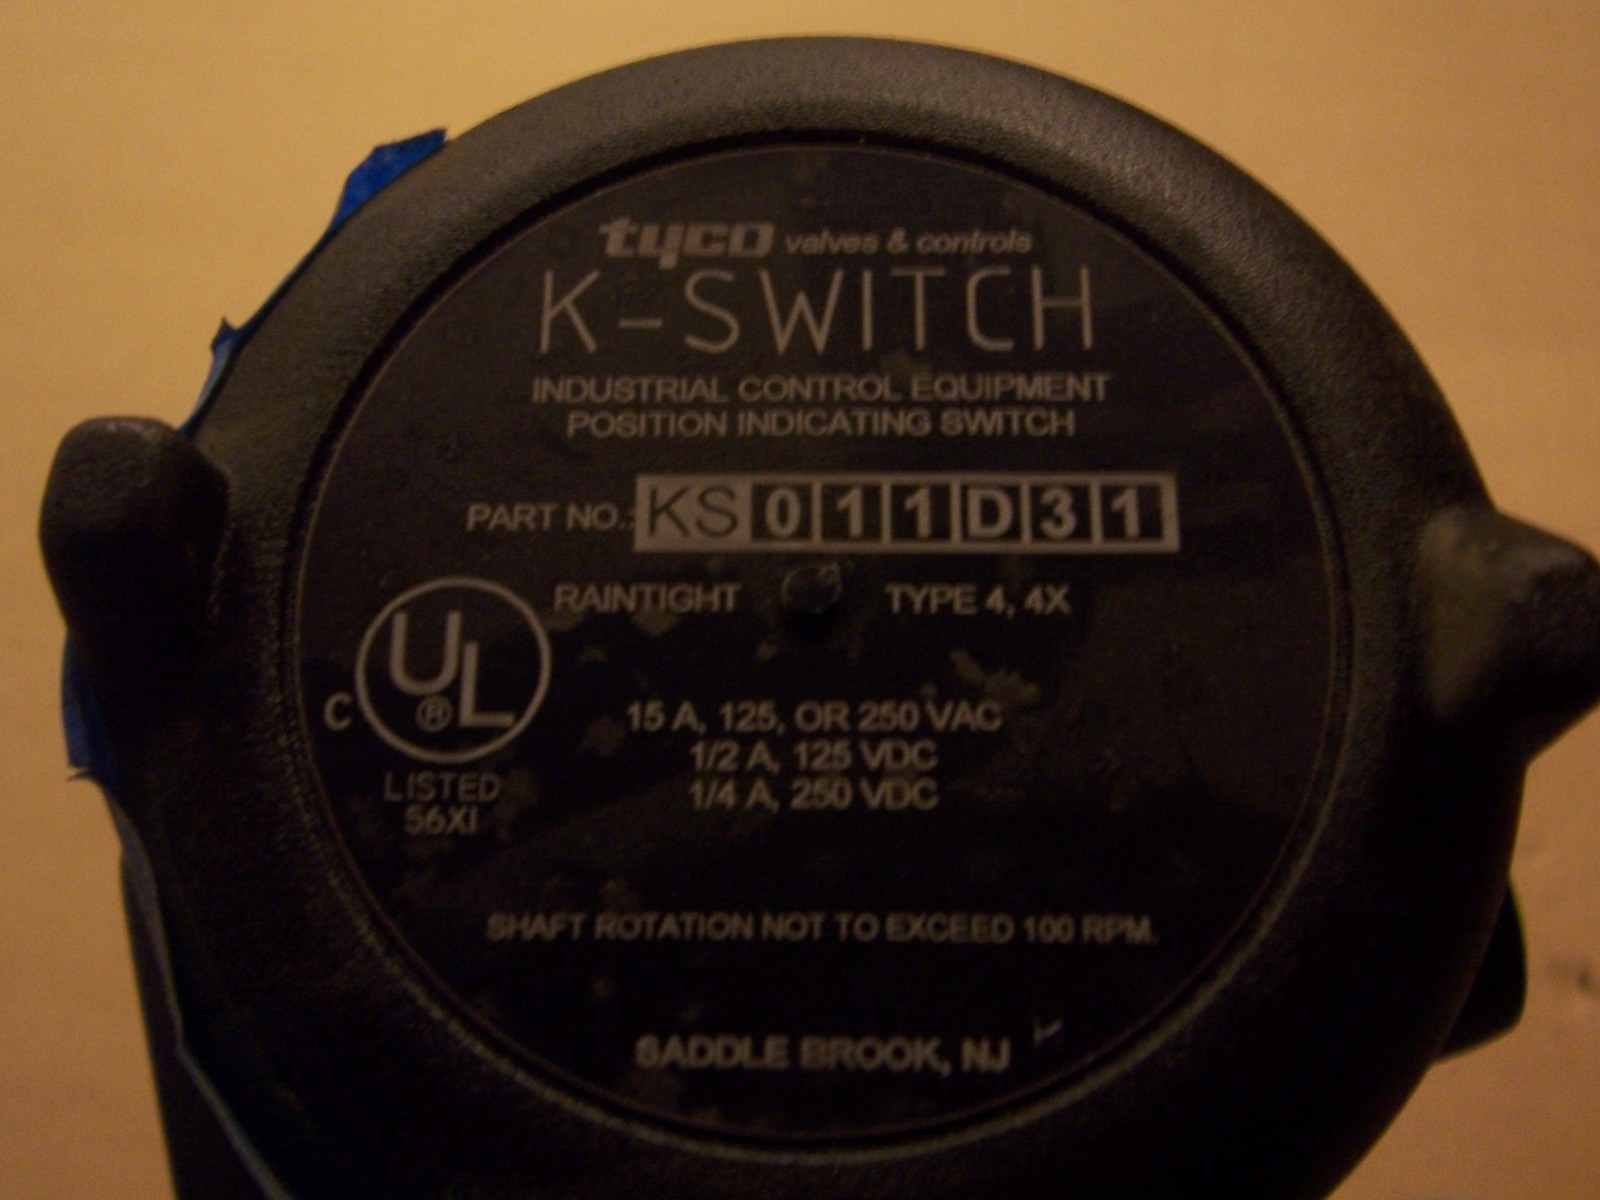 tyco valves & controls
K-SWITCH
INDUSTRIAL CONTROL EQUIPMENT
POSITION INDICATING SWITCH
PART NO.: KS 0 1 1 D 3 1
RAINTIGHT TYPE 4, 4X
C UL ®
LISTED
56XI
15 A, 125, OR 250 VAC
1/2 A, 125 VDC
1/4 A, 250 VDC
SHAFT ROTATION NOT TO EXCEED 100 RPM.
SADDLE BROOK, NJ